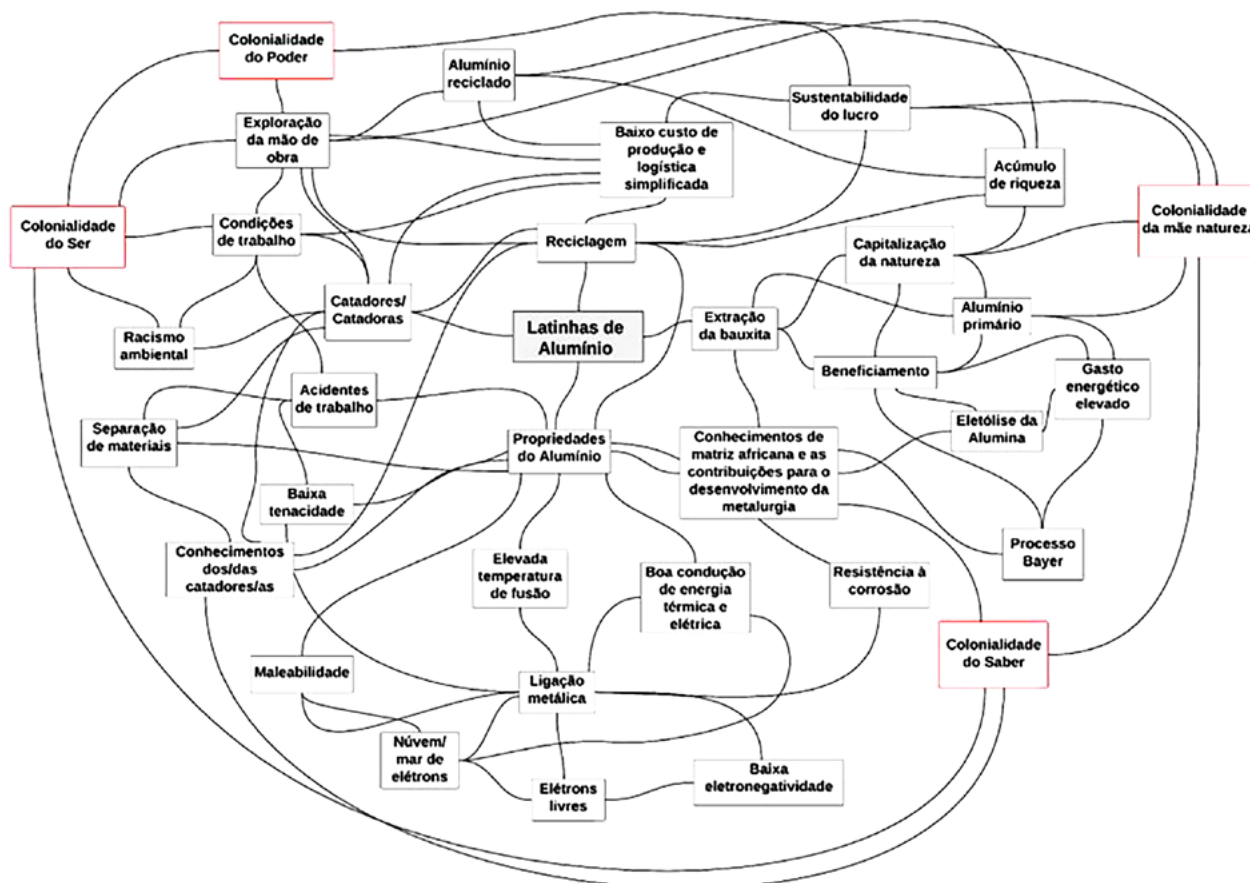 Colonialidade
do Poder
Alumínio
reciclado
Sustentabilidade
do lucro
Exploração
da mão de
obra
Baixo custo de
produção e
logística
simplificada
Acúmulo
de riqueza
Colonialidade
do Ser
Condições
de trabalho
Reciclagem
Capitalização
da natureza
Colonialidade
da mãe natureza
Catadores/
Catadoras
Latinhas de
Alumínio
Extração
da bauxita
Alumínio
primário
Racismo
ambiental
Beneficiamento
Gasto
energético
elevado
Acidentes
de trabalho
Separação
de materiais
Propriedades
do Alumínio
Conhecimentos de
matriz africana e as
contribuições para o
desenvolvimento da
metalurgia
Eletólise da
Alumina
Baixa
tenacidade
Conhecimentos
dos/das
catadores/as
Elevada
temperatura
de fusão
Boa condução
de energia
térmica e
elétrica
Resistência à
corrosão
Processo
Bayer
Colonialidade
do Saber
Maleabilidade
Ligação
metálica
Núvem/
mar de
elétrons
Elétrons
livres
Baixa
eletronegatividade